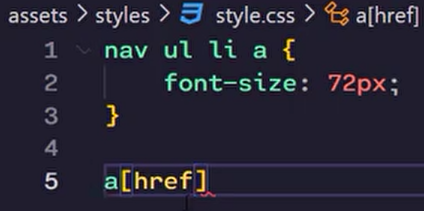 assets > styles > style.css > a[href]
1 nav ul li a {
2     font-size: 72px;
3 }
4
5 a[href]